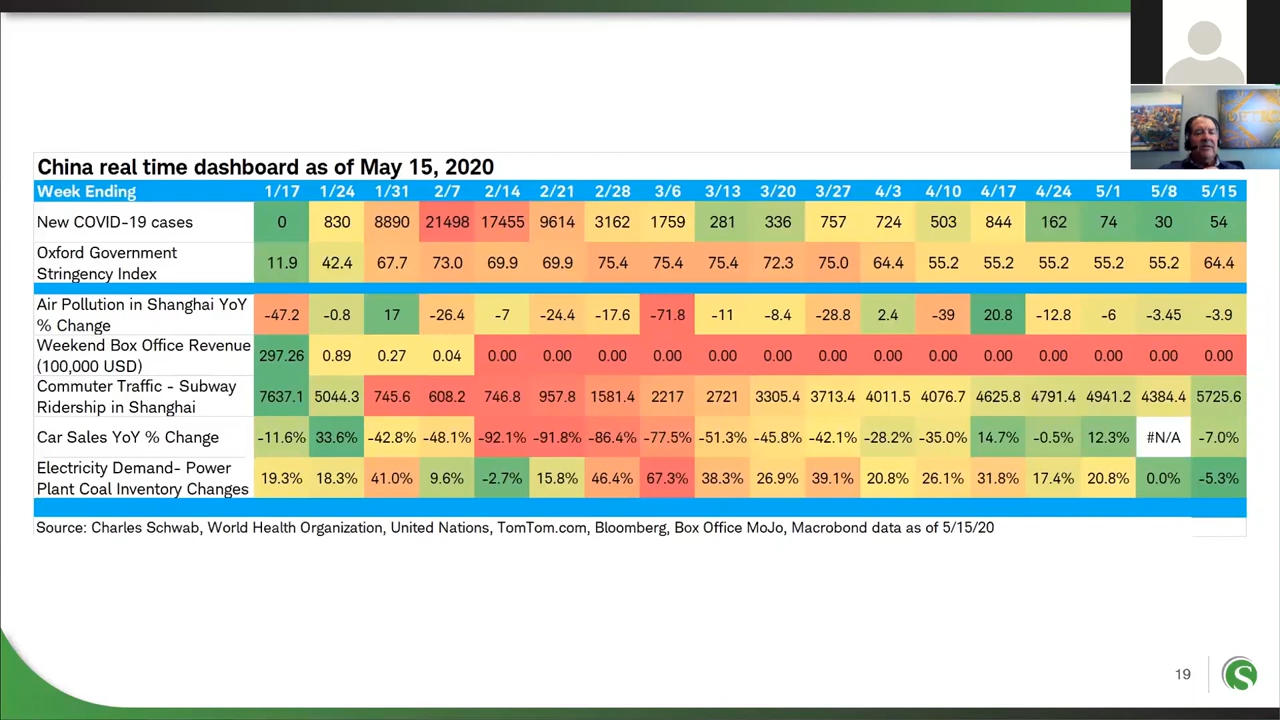 China real time dashboard as of May 15, 2020
Week Ending 1/17 1/24 1/31 2/7 2/14 2/21 2/28 3/6 3/13 3/20 3/27 4/3 4/10 4/17 4/24 5/1 5/8 5/15
New COVID-19 cases 0 830 8890 21498 17455 9614 3162 1759 281 336 757 724 503 844 162 74 30 54
Oxford Government
Stringency Index 11.9 42.4 67.7 73.0 69.9 69.9 75.4 75.4 75.4 72.3 75.0 64.4 55.2 55.2 55.2 55.2 55.2 64.4
Air Pollution in Shanghai YoY
% Change -47.2 -0.8 17 -26.4 -7 -24.4 -17.6 -71.8 -11 -8.4 -28.8 2.4 -39 20.8 -12.8 -6 -3.45 -3.9
Weekend Box Office Revenue
(100,000 USD) 297.26 0.89 0.27 0.04 0.00 0.00 0.00 0.00 0.00 0.00 0.00 0.00 0.00 0.00 0.00 0.00 0.00 0.00
Commuter Traffic - Subway
Ridership in Shanghai 7637.1 5044.3 745.6 608.2 746.8 957.8 1581.4 2217 2721 3305.4 3713.4 4011.5 4076.7 4625.8 4791.4 4941.2 4384.4 5725.6
Car Sales YoY % Change -11.6% 33.6% -42.8% -48.1% -92.1% -91.8% -86.4% -77.5% -51.3% -45.8% -42.1% -28.2% -35.0% 14.7% -0.5% 12.3% #N/A -7.0%
Electricity Demand- Power
Plant Coal Inventory Changes 19.3% 18.3% 41.0% 9.6% -2.7% 15.8% 46.4% 67.3% 38.3% 26.9% 39.1% 20.8% 26.1% 31.8% 17.4% 20.8% 0.0% -5.3%
Source: Charles Schwab, World Health Organization, United Nations, TomTom.com, Bloomberg, Box Office MoJo, Macrobond data as of 5/15/20
19
S